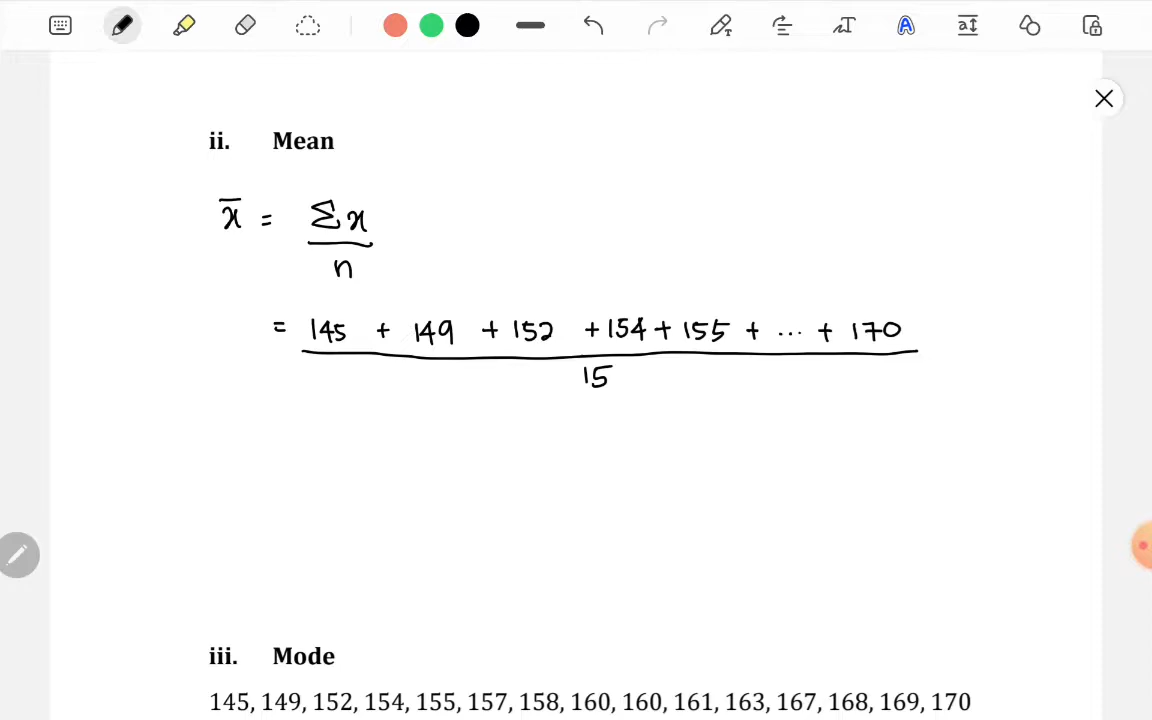 ii. Mean
x̄ = Σx
n
= 145 + 149 + 152 + 154 + 155 + ... + 170
15
iii. Mode
145, 149, 152, 154, 155, 157, 158, 160, 160, 161, 163, 167, 168, 169, 170